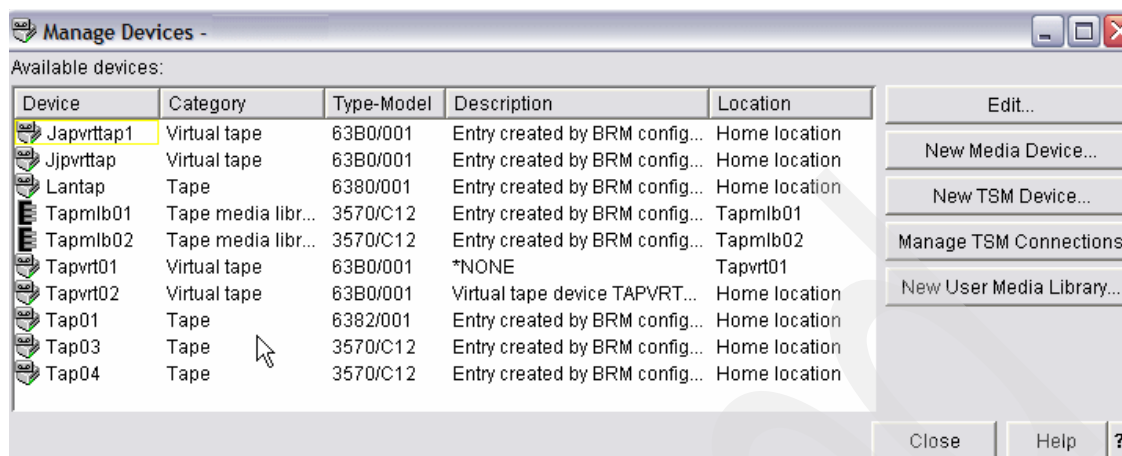 Manage Devices -
Available devices:
Device Category Type-Model Description Location
Japvrttap1 Virtual tape 63B0/001 Entry created by BRM config... Home location
Jjpvrttap Virtual tape 63B0/001 Entry created by BRM config... Home location
Lantap Tape 6380/001 Entry created by BRM config... Home location
Tapmlb01 Tape media libr... 3570/C12 Entry created by BRM config... Tapmlb01
Tapmlb02 Tape media libr... 3570/C12 Entry created by BRM config... Tapmlb02
Tapvrt01 Virtual tape 63B0/001 *NONE Tapvrt01
Tapvrt02 Virtual tape 63B0/001 Virtual tape device TAPVRT... Home location
Tap01 Tape 6382/001 Entry created by BRM config... Home location
Tap03 Tape 3570/C12 Entry created by BRM config... Home location
Tap04 Tape 3570/C12 Entry created by BRM config... Home location
Edit...
New Media Device...
New TSM Device...
Manage TSM Connections
New User Media Library...
Close Help ?